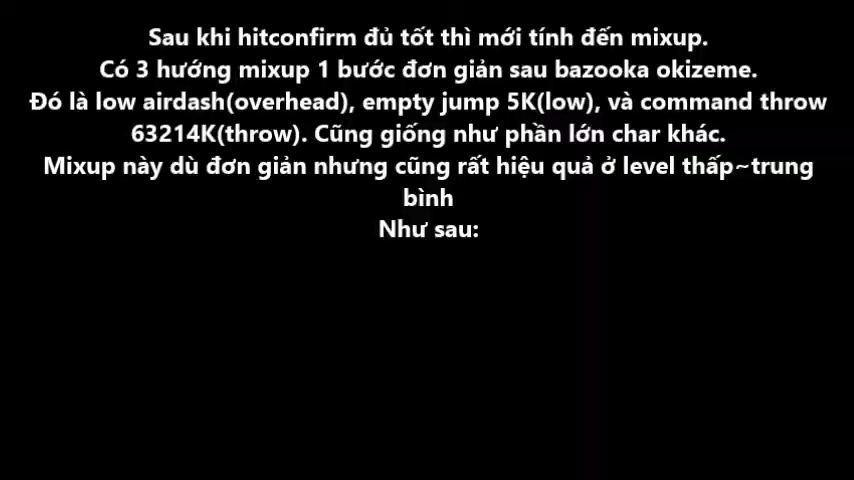 Sau khi hitconfirm đủ tốt thì mới tính đến mixup.
Có 3 hướng mixup 1 bước đơn giản sau bazooka okizeme.
Đó là low airdash(overhead), empty jump 5K(low), và command throw
63214K(throw). Cũng giống như phần lớn char khác.
Mixup này dù đơn giản nhưng cũng rất hiệu quả ở level thấp~trung
bình
Như sau: